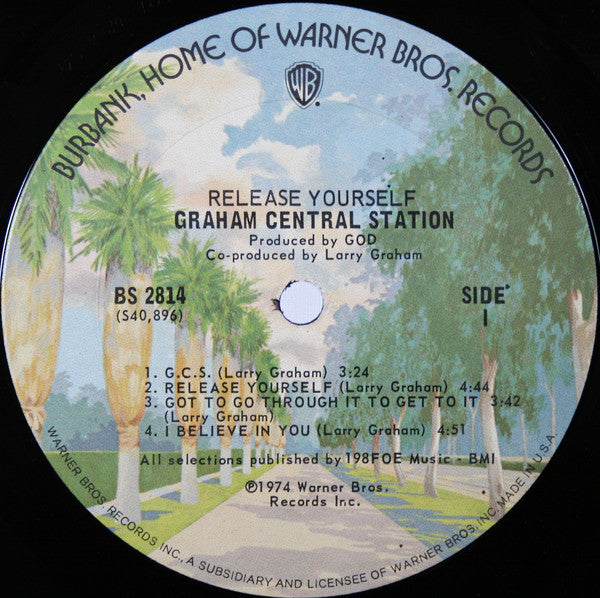 BURBANK, HOME OF WARNER BROS. RECORDS
WB
RELEASE YOURSELF
GRAHAM CENTRAL STATION
Produced by GOD
Co-produced by Larry Graham
BS 2814
(S40,896)
SIDE
I
1. G.C.S. (Larry Graham) 3:24
2. RELEASE YOURSELF (Larry Graham) 4:44
3. GOT TO GO THROUGH IT TO GET TO IT 3:42
(Larry Graham)
4. I BELIEVE IN YOU (Larry Graham) 4:51
All selections published by 198FOE Music - BMI
℗1974 Warner Bros.
Records Inc.
WARNER BROS. RECORDS INC., A SUBSIDIARY AND LICENSEE OF WARNER BROS. INC. MADE IN U.S.A.